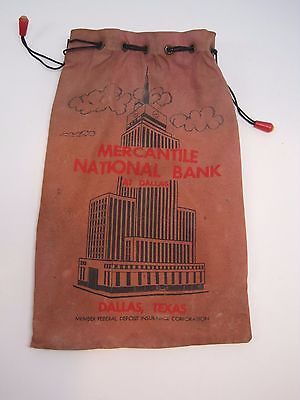 MERCANTILE
NATIONAL BANK
AT DALLAS
DALLAS, TEXAS
MEMBER FEDERAL DEPOSIT INSURANCE CORPORATION